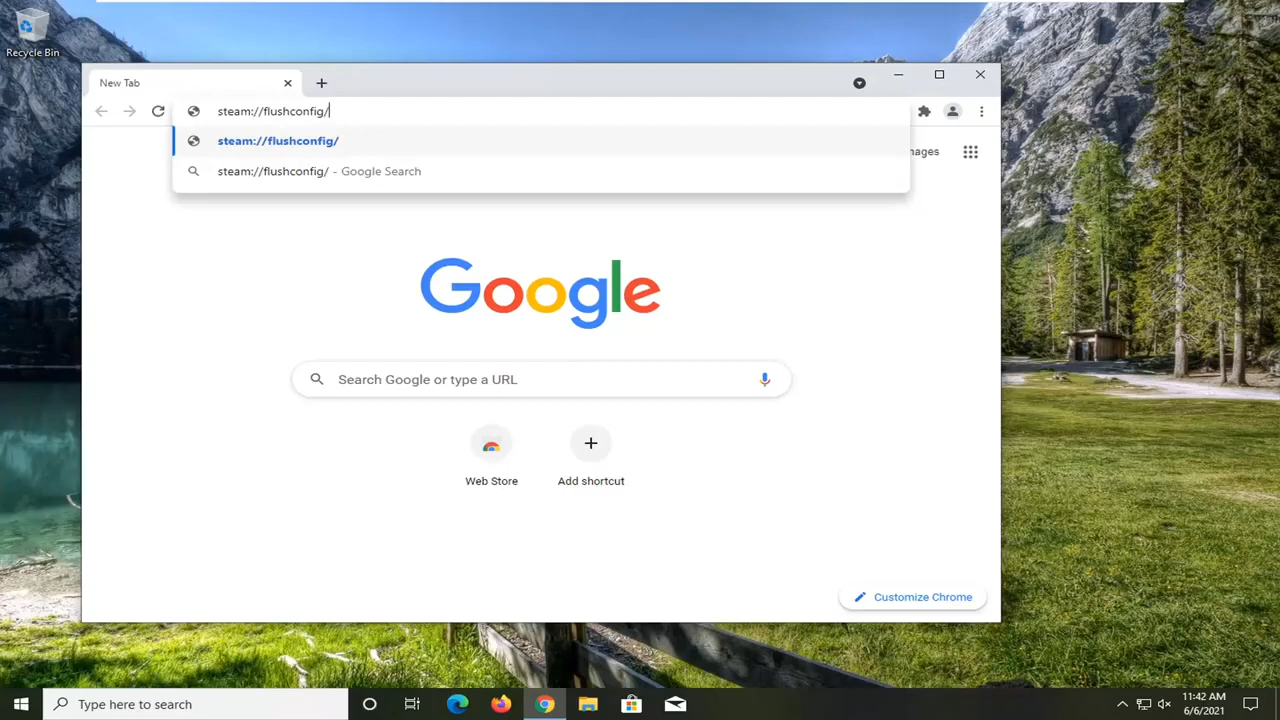 Recycle Bin
New Tab
steam://flushconfig/
steam://flushconfig/
steam://flushconfig/ - Google Search
ages
Google
Search Google or type a URL
Web Store
Add shortcut
Customize Chrome
Type here to search
11:42 AM
6/6/2021